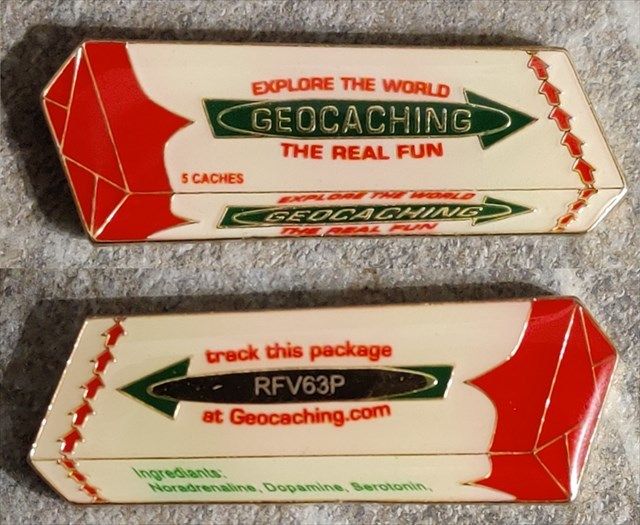 EXPLORE THE WORLD
GEOCACHING
THE REAL FUN
5 CACHES
EXPLORE THE WORLD
GEOCACHING
THE REAL FUN
track this package
RFV63P
at Geocaching.com
Ingrediants:
Noradrenaline, Dopamine, Serotonin,